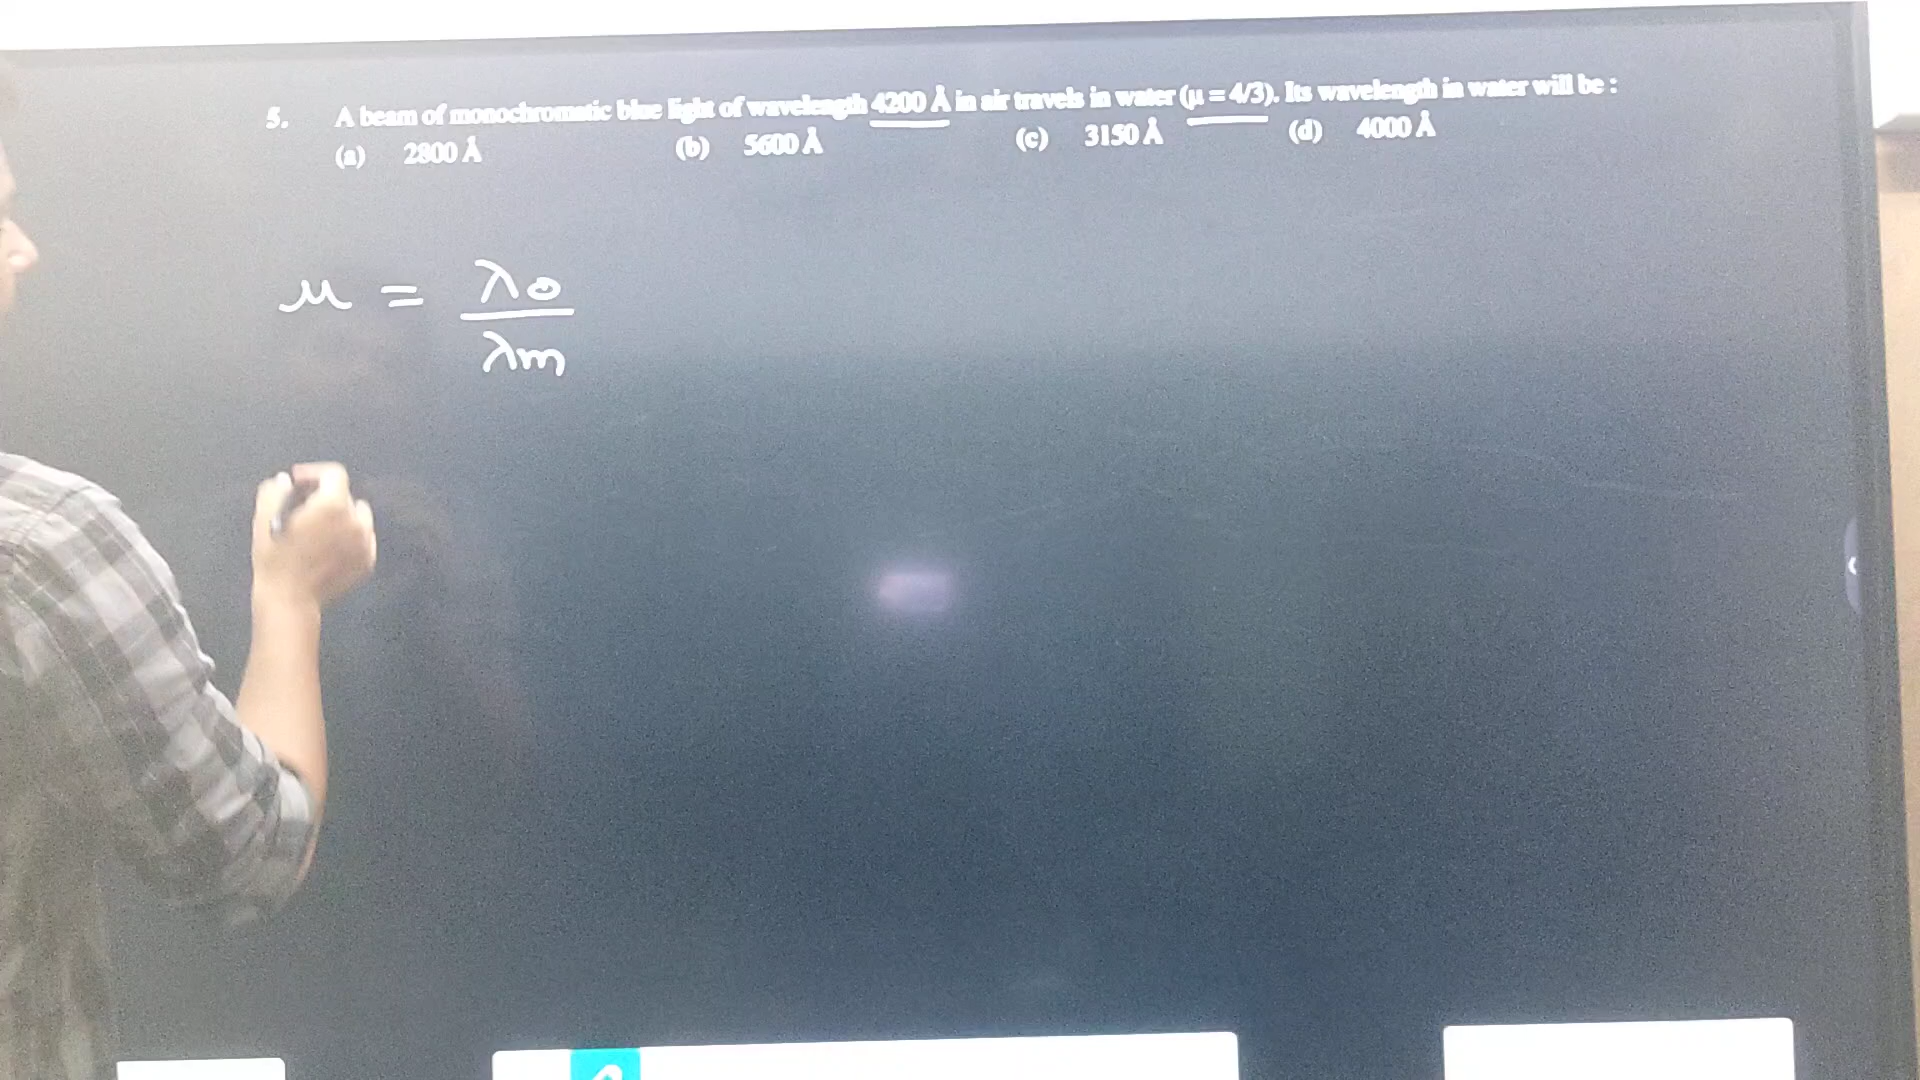 5. A beam of monochromatic blue light of wavelength 4200 Å in air travels in water (μ = 4/3). Its wavelength in water will be :
(a) 2800 Å (b) 5600 Å (c) 3150 Å (d) 4000 Å
μ = λ0
λm